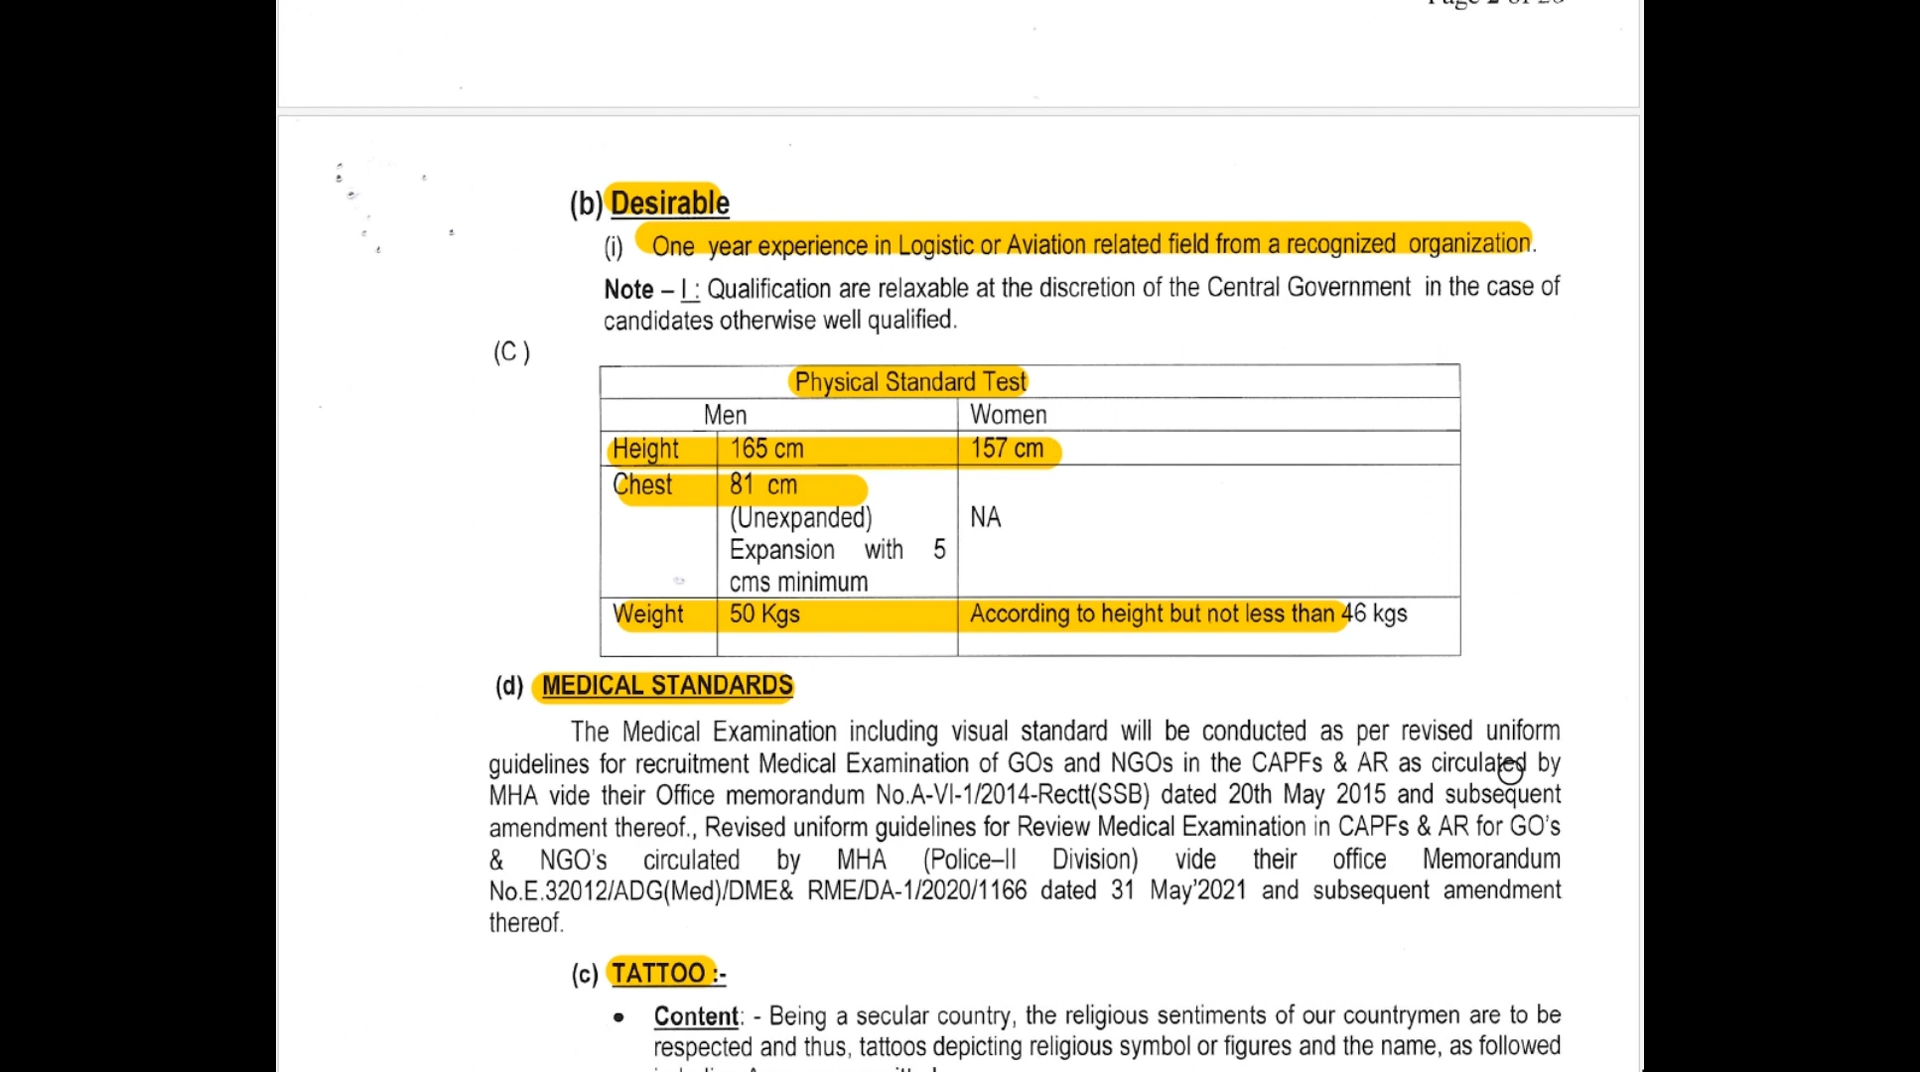 Page 2 of 28
(b) Desirable
(i) One year experience in Logistic or Aviation related field from a recognized organization.
Note – I : Qualification are relaxable at the discretion of the Central Government in the case of
candidates otherwise well qualified.
(C )
Physical Standard Test
Men Women
Height 165 cm 157 cm
Chest 81 cm
(Unexpanded) NA
Expansion with 5
cms minimum
Weight 50 Kgs According to height but not less than 46 kgs
(d) MEDICAL STANDARDS
The Medical Examination including visual standard will be conducted as per revised uniform
guidelines for recruitment Medical Examination of GOs and NGOs in the CAPFs & AR as circulated by
MHA vide their Office memorandum No.A-VI-1/2014-Rectt(SSB) dated 20th May 2015 and subsequent
amendment thereof., Revised uniform guidelines for Review Medical Examination in CAPFs & AR for GO's
& NGO's circulated by MHA (Police–II Division) vide their office Memorandum
No.E.32012/ADG(Med)/DME& RME/DA-1/2020/1166 dated 31 May'2021 and subsequent amendment
thereof.
(c) TATTOO :-
• Content: - Being a secular country, the religious sentiments of our countrymen are to be
respected and thus, tattoos depicting religious symbol or figures and the name, as followed